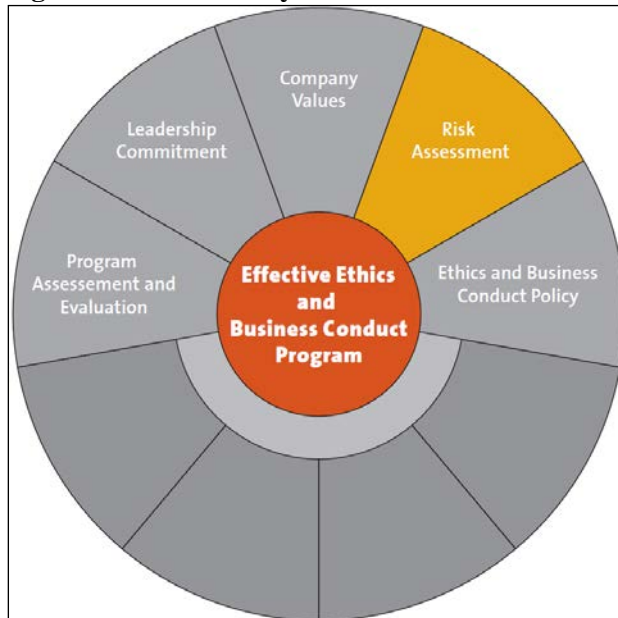 Company
Values
Leadership
Commitment
Risk
Assessment
Program
Assessement and
Evaluation
Effective Ethics
and
Business Conduct
Program
Ethics and Business
Conduct Policy